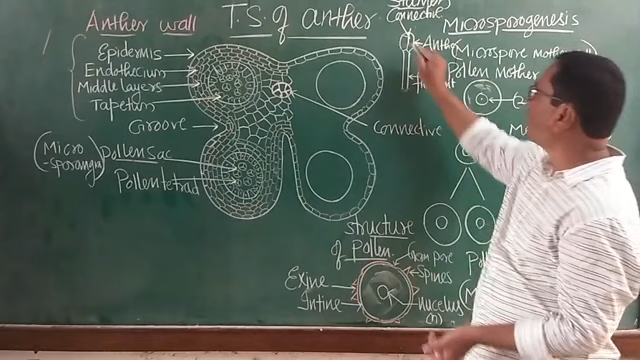 Anther wall
T.S. of anther
Epidermis
Endothecium
Middle layers
Tapetum
Groove
(Micro
-sporangia)
Pollen sac
Pollen tetrad
Connective
Connective
Anther
Microsporogenesis
(Microspore mother
Pollen mother
(2
structure
of Pollen
Germ pore
Spines
Exine
Intine
nucleus
(n)